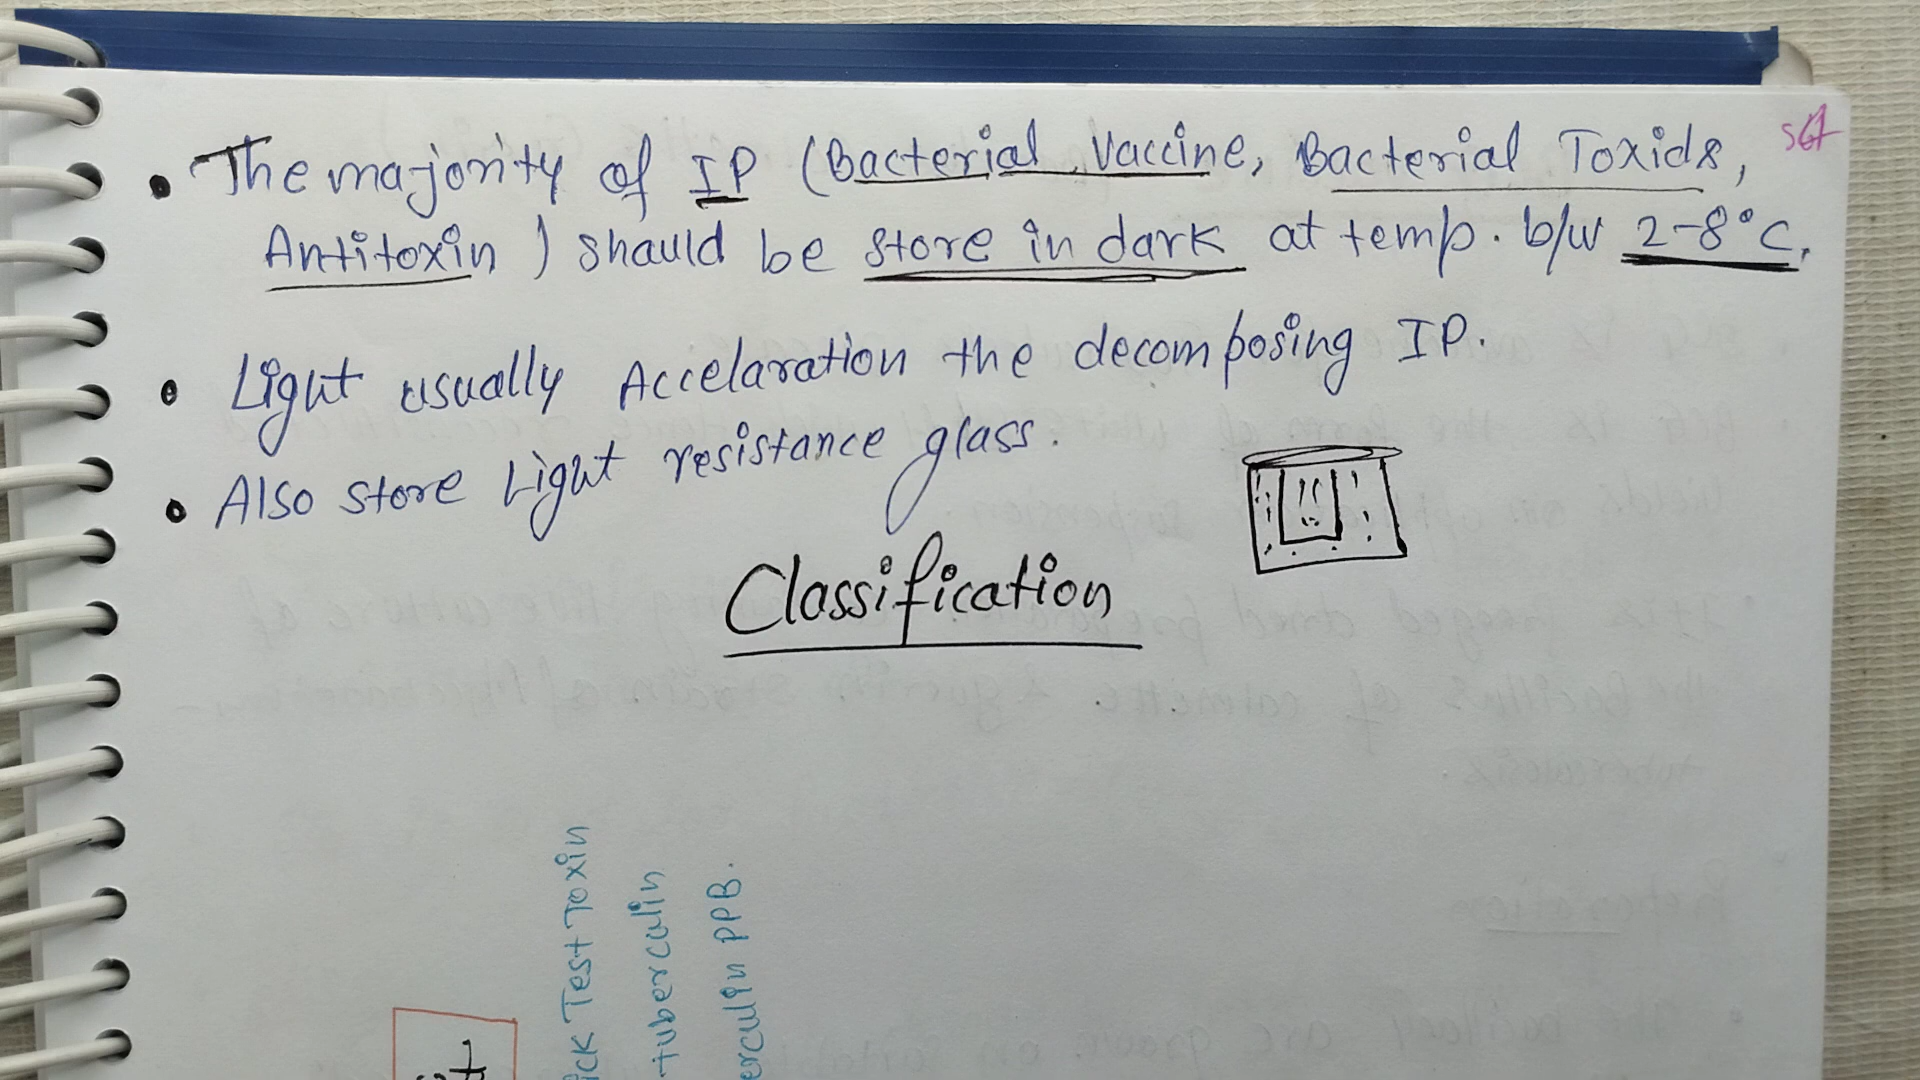 • The majority of IP (Bacterial Vaccine, Bacterial Toxids,
Antitoxin) should be store in dark at temp. b/w 2-8°C.
• Light usually Accelaration the decomposing IP.
• Also store Light resistance glass.
Classification
ick Test Toxin
tuberculin
erculin PPB.